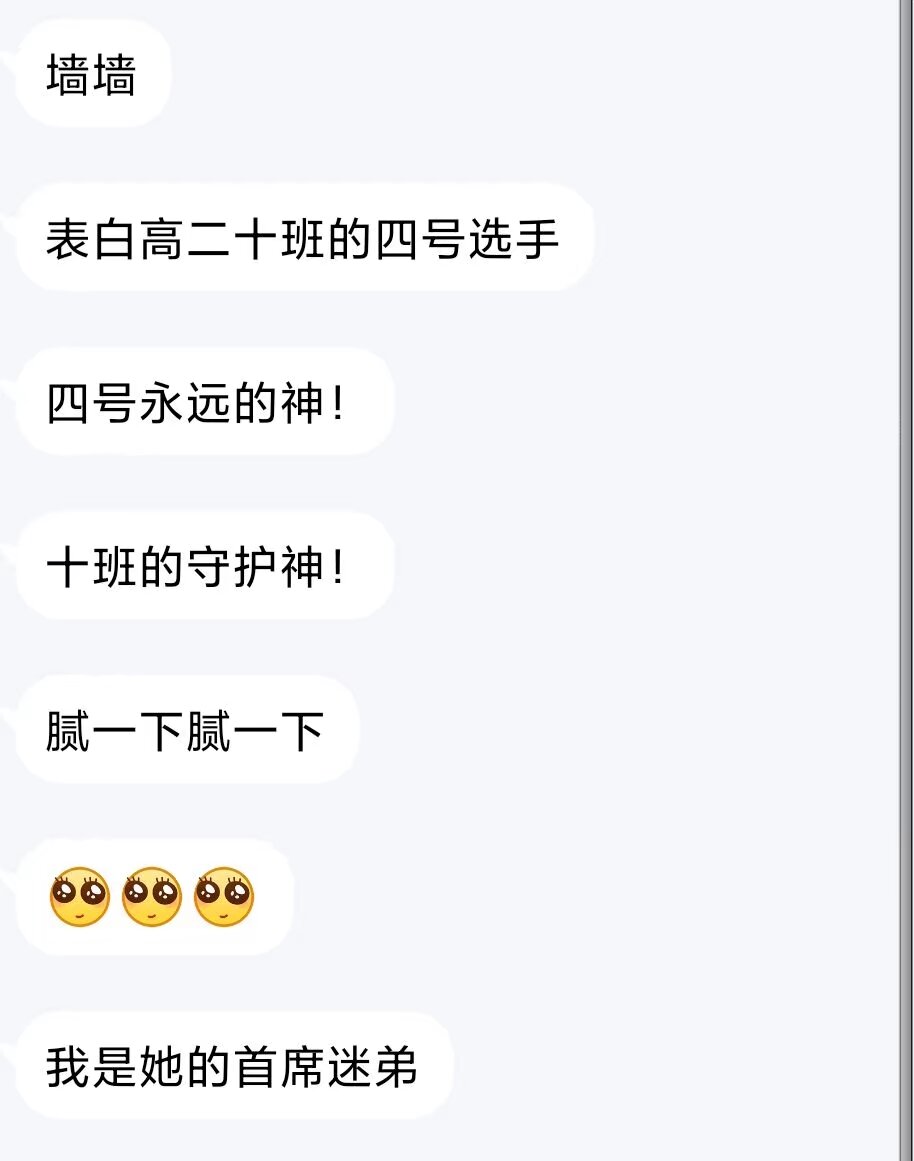 墙墙
表白高二十班的四号选手
四号永远的神！
十班的守护神！
腻一下腻一下
🥺🥺🥺
我是她的首席迷弟